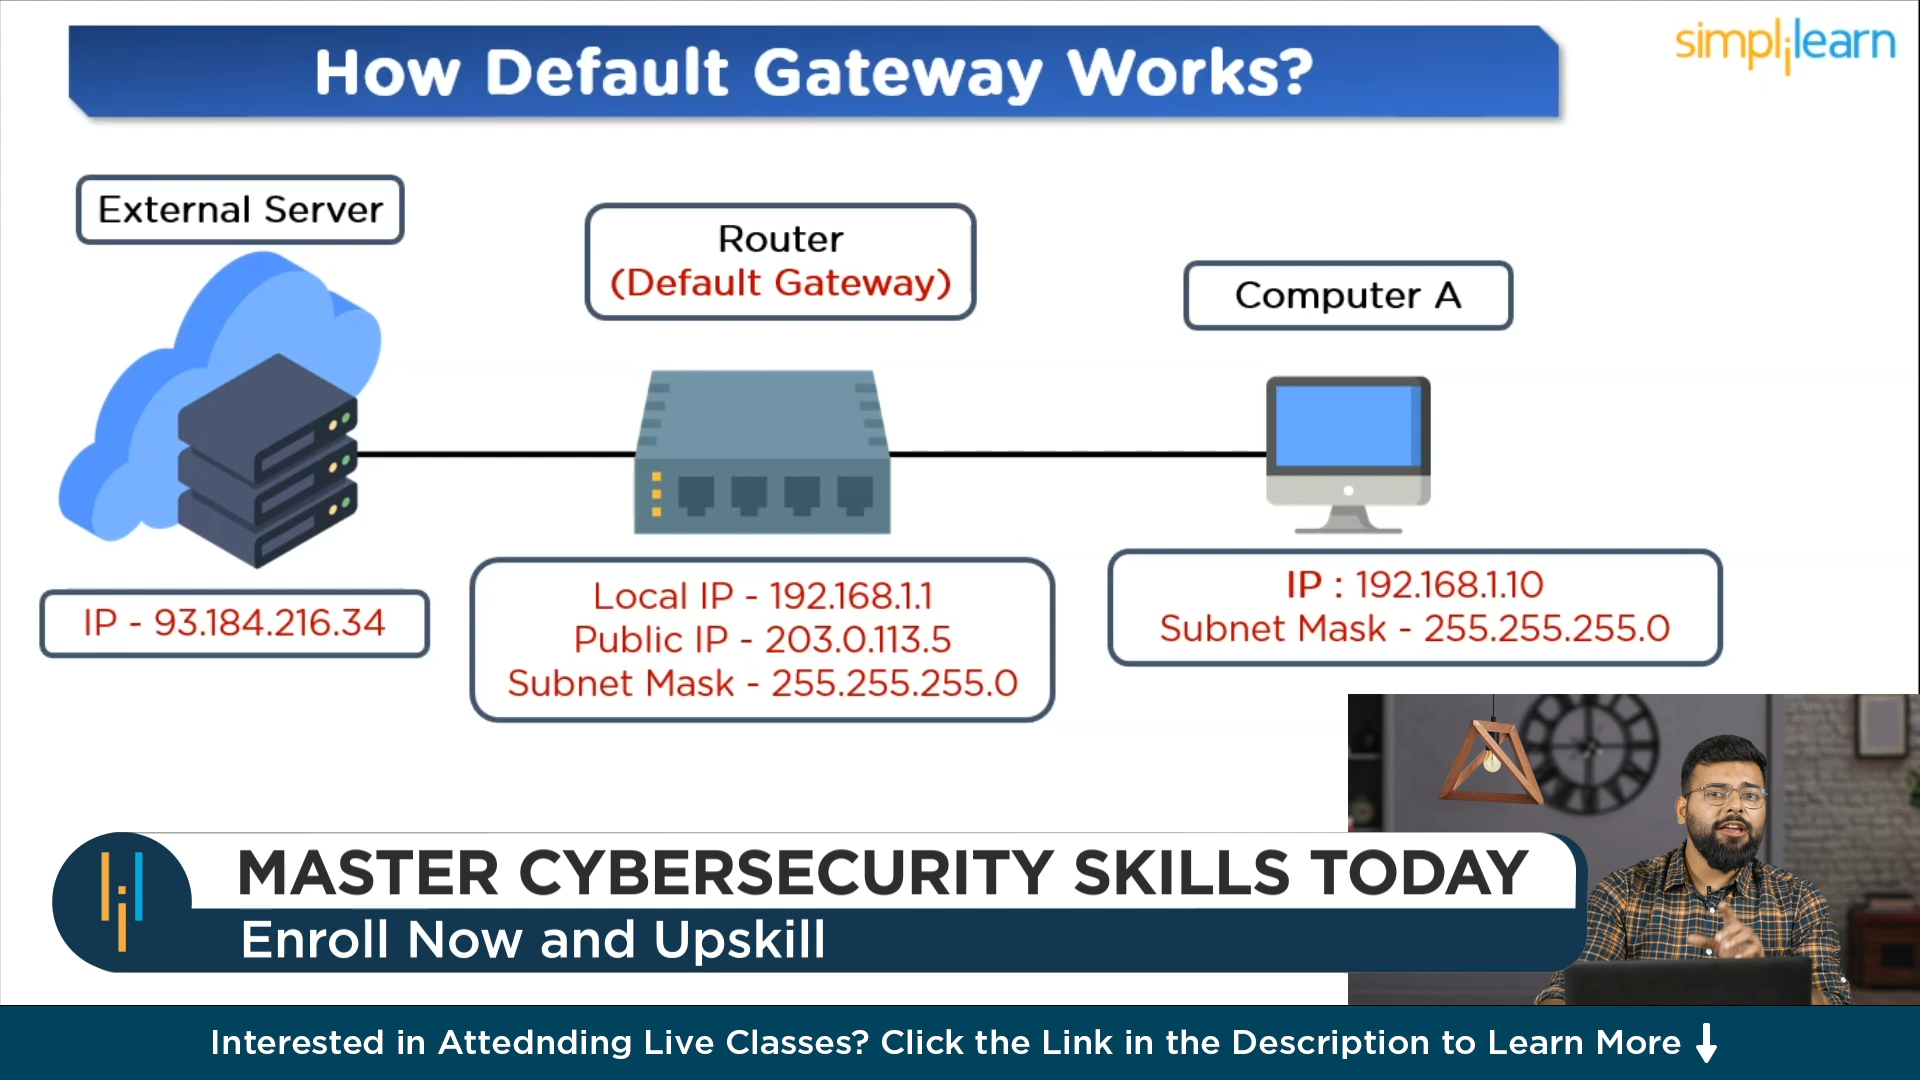 How Default Gateway Works?
simplilearn
External Server
Router
(Default Gateway)
Computer A
IP - 93.184.216.34
Local IP - 192.168.1.1
Public IP - 203.0.113.5
Subnet Mask - 255.255.255.0
IP : 192.168.1.10
Subnet Mask - 255.255.255.0
MASTER CYBERSECURITY SKILLS TODAY
Enroll Now and Upskill
Interested in Attednding Live Classes? Click the Link in the Description to Learn More